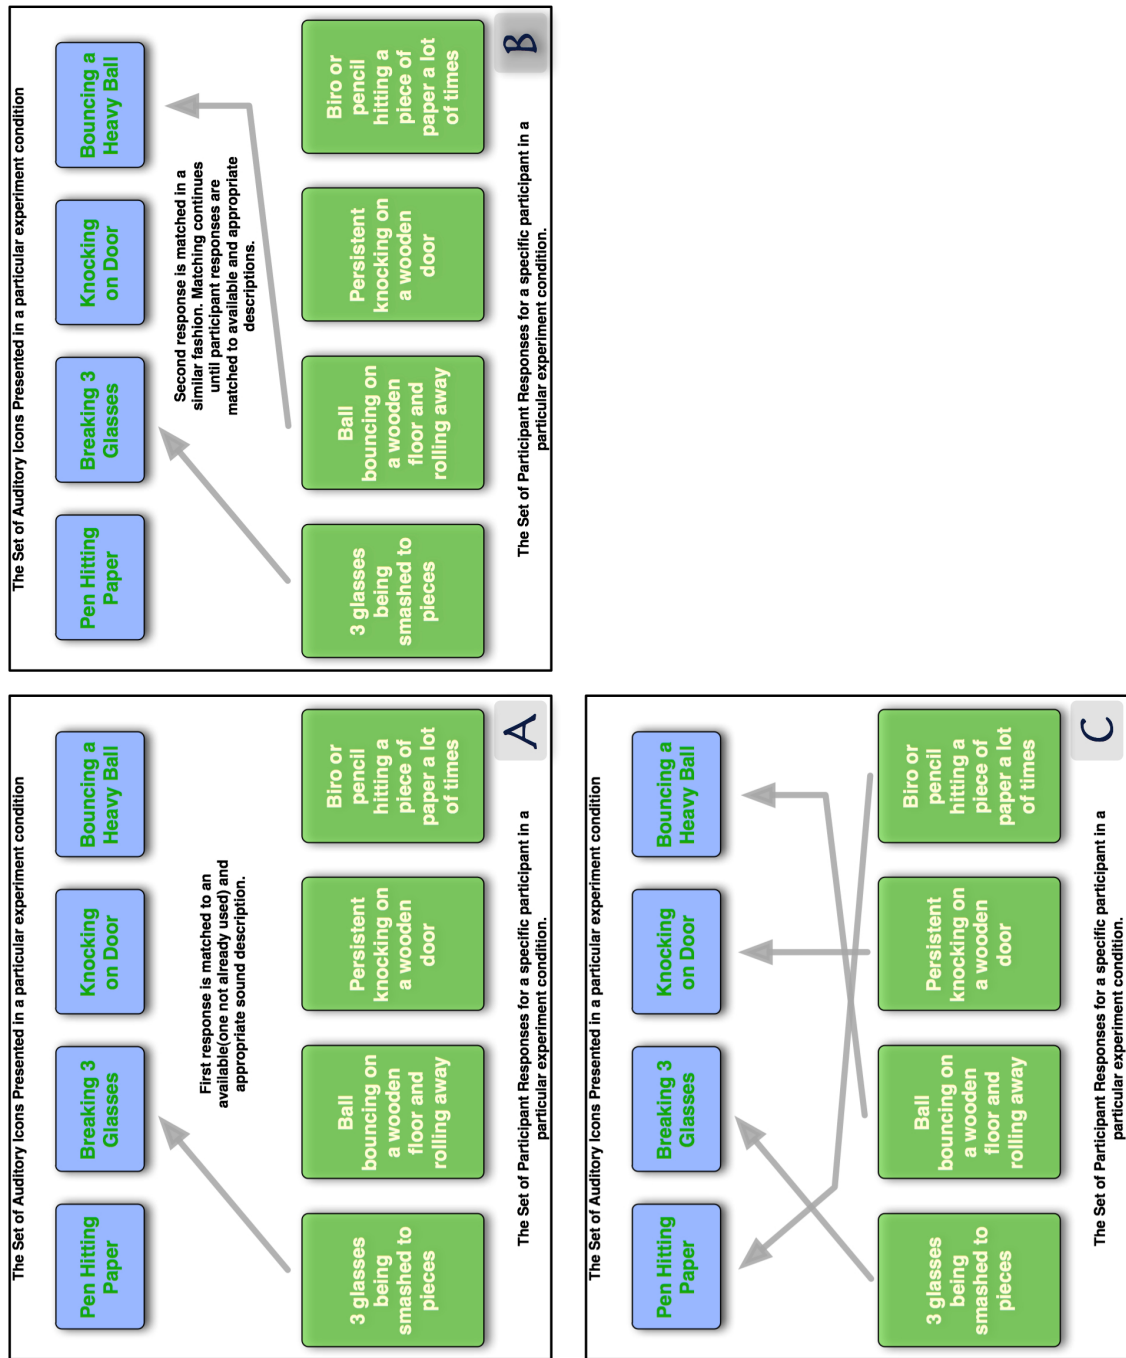 The Set of Auditory Icons Presented in a particular experiment condition
Pen Hitting
Paper
Breaking 3
Glasses
Knocking
on Door
Bouncing a
Heavy Ball
First response is matched to an
available(one not already used) and
appropriate sound description.
3 glasses
being
smashed to
pieces
Ball
bouncing on
a wooden
floor and
rolling away
Persistent
knocking on
a wooden
door
Biro or
pencil
hitting a
piece of
paper a lot
of times
The Set of Participant Responses for a specific participant in a
particular experiment condition.
A
The Set of Auditory Icons Presented in a particular experiment condition
Pen Hitting
Paper
Breaking 3
Glasses
Knocking
on Door
Bouncing a
Heavy Ball
Second response is matched in a
similar fashion. Matching continues
until participant responses are
matched to available and appropriate
descriptions.
3 glasses
being
smashed to
pieces
Ball
bouncing on
a wooden
floor and
rolling away
Persistent
knocking on
a wooden
door
Biro or
pencil
hitting a
piece of
paper a lot
of times
The Set of Participant Responses for a specific participant in a
particular experiment condition.
B
The Set of Auditory Icons Presented in a particular experiment condition
Pen Hitting
Paper
Breaking 3
Glasses
Knocking
on Door
Bouncing a
Heavy Ball
3 glasses
being
smashed to
pieces
Ball
bouncing on
a wooden
floor and
rolling away
Persistent
knocking on
a wooden
door
Biro or
pencil
hitting a
piece of
paper a lot
of times
The Set of Participant Responses for a specific participant in a
particular experiment condition.
C